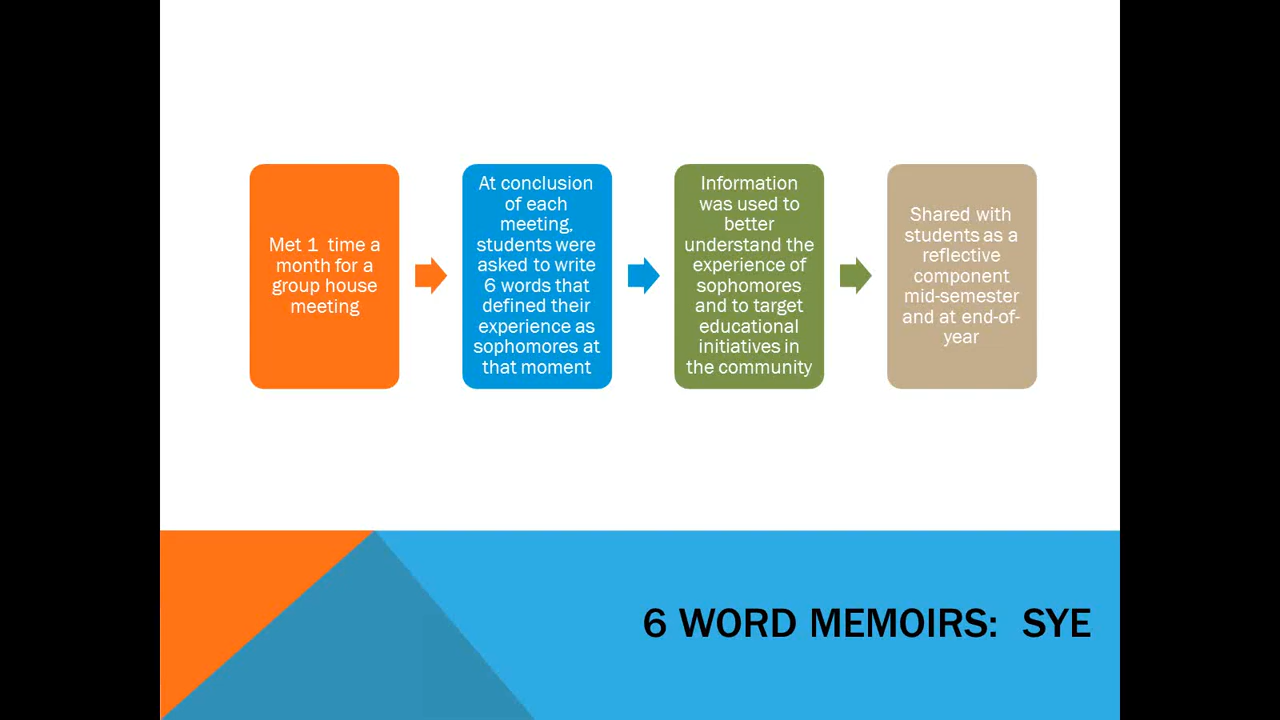 Met 1  time a
month for a
group house
meeting
At conclusion
of each
meeting,
students were
asked to write
6 words that
defined their
experience as
sophomores at
that moment
Information
was used to
better
understand the
experience of
sophomores
and to target
educational
initiatives in
the community
Shared with
students as a
reflective
component
mid-semester
and at end-of-
year
6 WORD MEMOIRS:  SYE